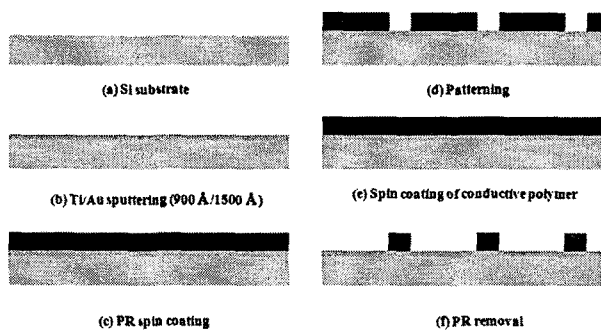 (a) Si substrate
(b) Ti/Au sputtering (900 Å/1500 Å)
(c) PR spin coating
(d) Patterning
(e) Spin coating of conductive polymer
(f) PR removal